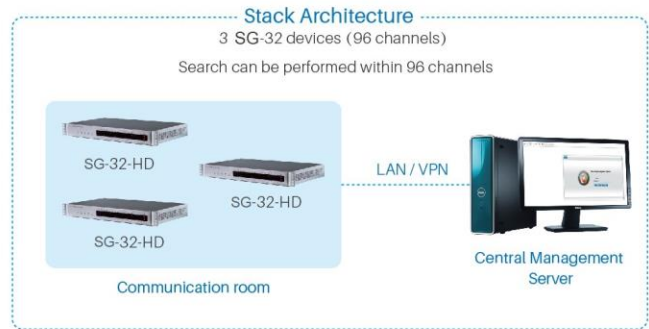 Stack Architecture
3 SG-32 devices (96 channels)
Search can be performed within 96 channels
SG-32-HD
SG-32-HD
SG-32-HD
LAN / VPN
Communication room
Central Management
Server